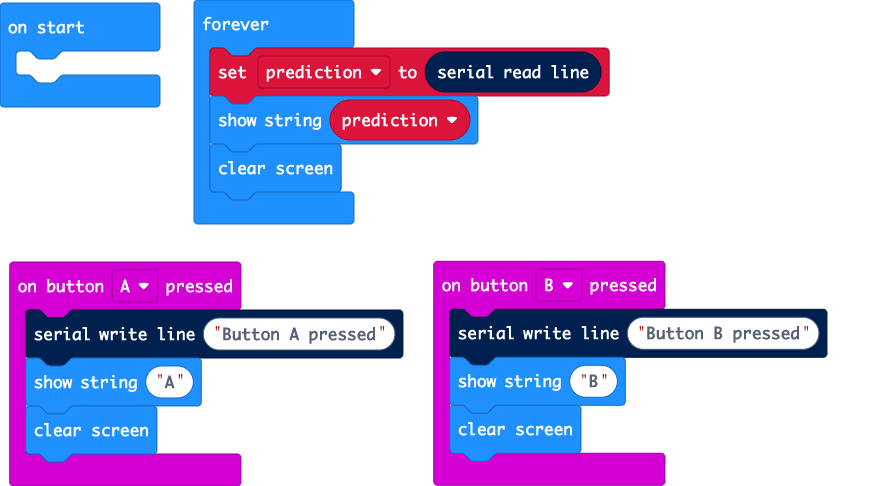 on start
forever
set prediction to serial read line
show string prediction
clear screen
on button A pressed
serial write line "Button A pressed"
show string "A"
clear screen
on button B pressed
serial write line "Button B pressed"
show string "B"
clear screen